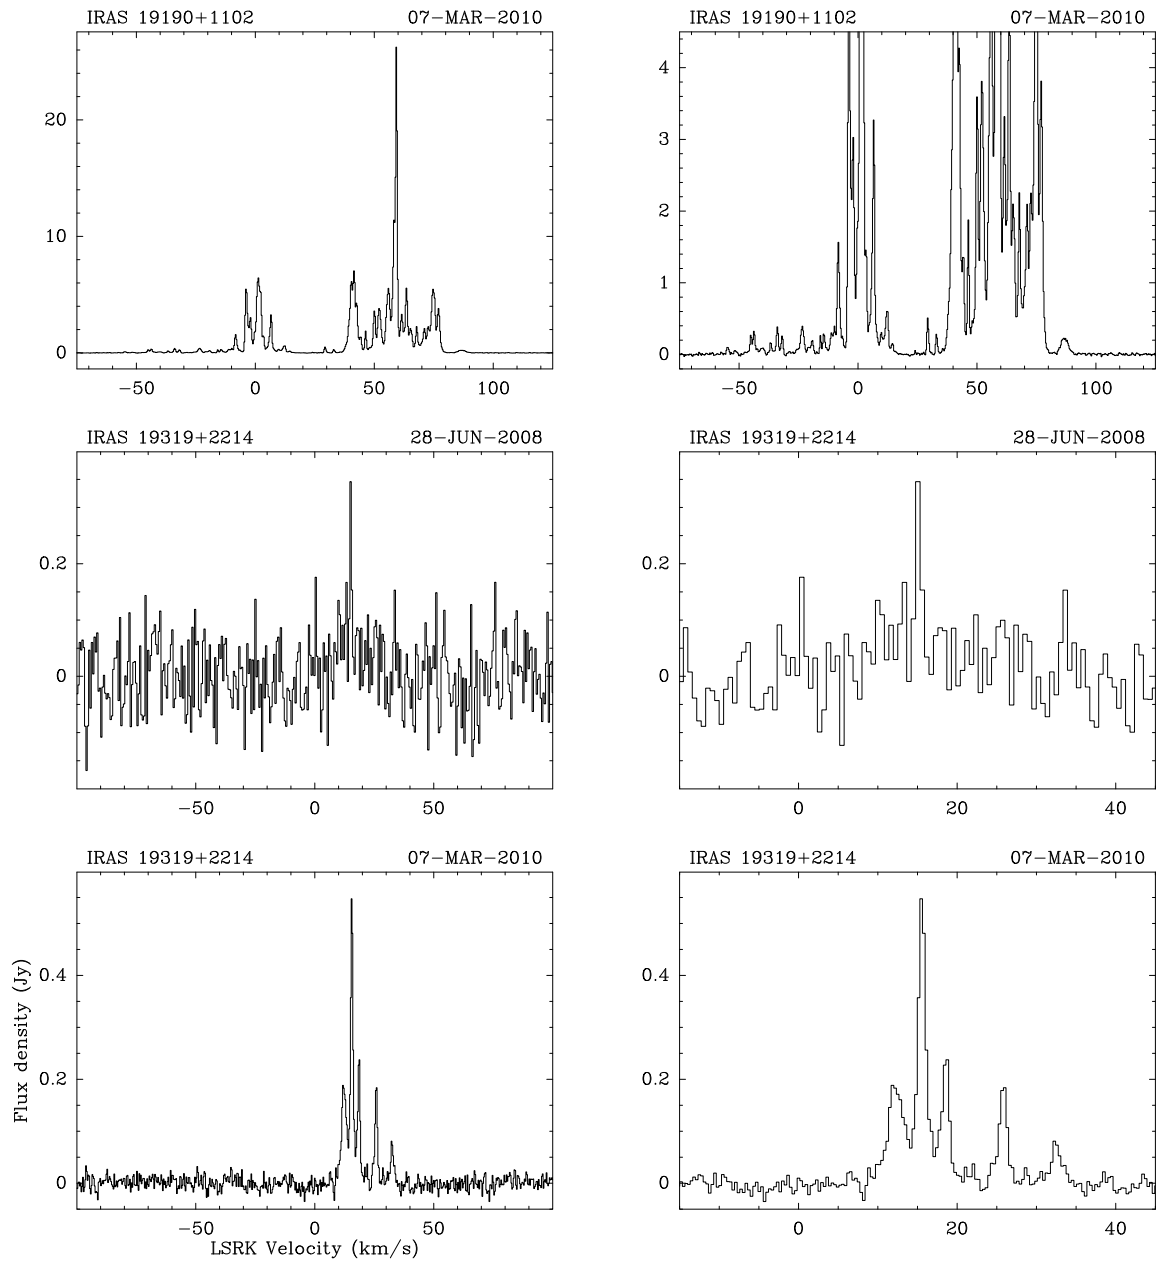 IRAS 19190+1102 07-MAR-2010
IRAS 19190+1102 07-MAR-2010
20
10
0
−50 0 50 100
4
3
2
1
0
−50 0 50 100
IRAS 19319+2214 28-JUN-2008
IRAS 19319+2214 28-JUN-2008
0.2
0
−50 0 50
0.2
0
0 20 40
IRAS 19319+2214 07-MAR-2010
IRAS 19319+2214 07-MAR-2010
Flux density (Jy)
0.4
0.2
0
−50 0 50
LSRK Velocity (km/s)
0.4
0.2
0
0 20 40